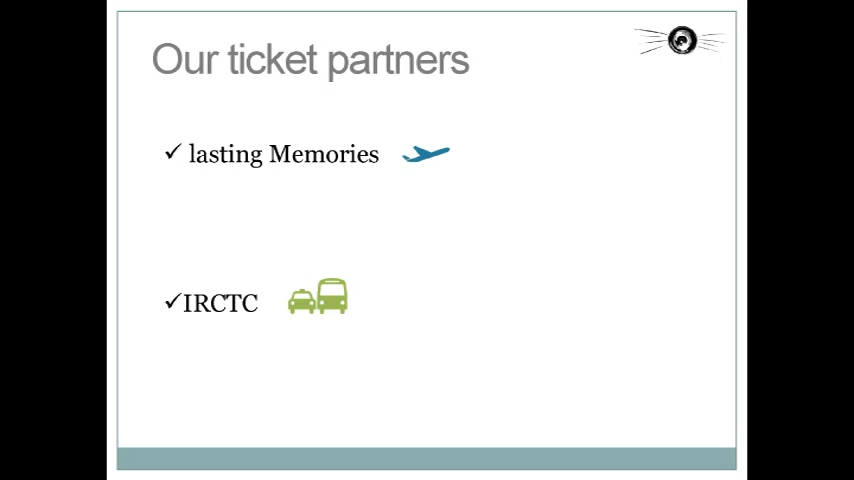 Our ticket partners
✓ lasting Memories
✓IRCTC